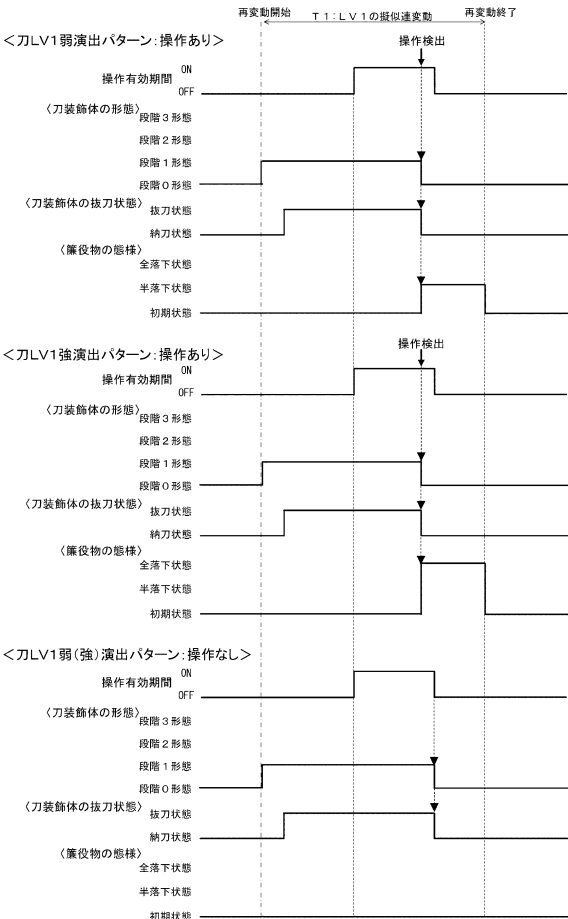 再変動開始
T1:LV1の擬似連変動
再変動終了
<刀LV1弱演出パターン:操作あり>
操作検出
操作有効期間
ON
OFF
〈刀装飾体の形態〉
段階3形態
段階2形態
段階1形態
段階0形態
〈刀装飾体の抜刀状態〉
抜刀状態
納刀状態
〈簾役物の態様〉
全落下状態
半落下状態
初期状態
<刀LV1強演出パターン:操作あり>
操作検出
操作有効期間
ON
OFF
〈刀装飾体の形態〉
段階3形態
段階2形態
段階1形態
段階0形態
〈刀装飾体の抜刀状態〉
抜刀状態
納刀状態
〈簾役物の態様〉
全落下状態
半落下状態
初期状態
<刀LV1弱(強)演出パターン:操作なし>
操作有効期間
ON
OFF
〈刀装飾体の形態〉
段階3形態
段階2形態
段階1形態
段階0形態
〈刀装飾体の抜刀状態〉
抜刀状態
納刀状態
〈簾役物の態様〉
全落下状態
半落下状態
初期状態